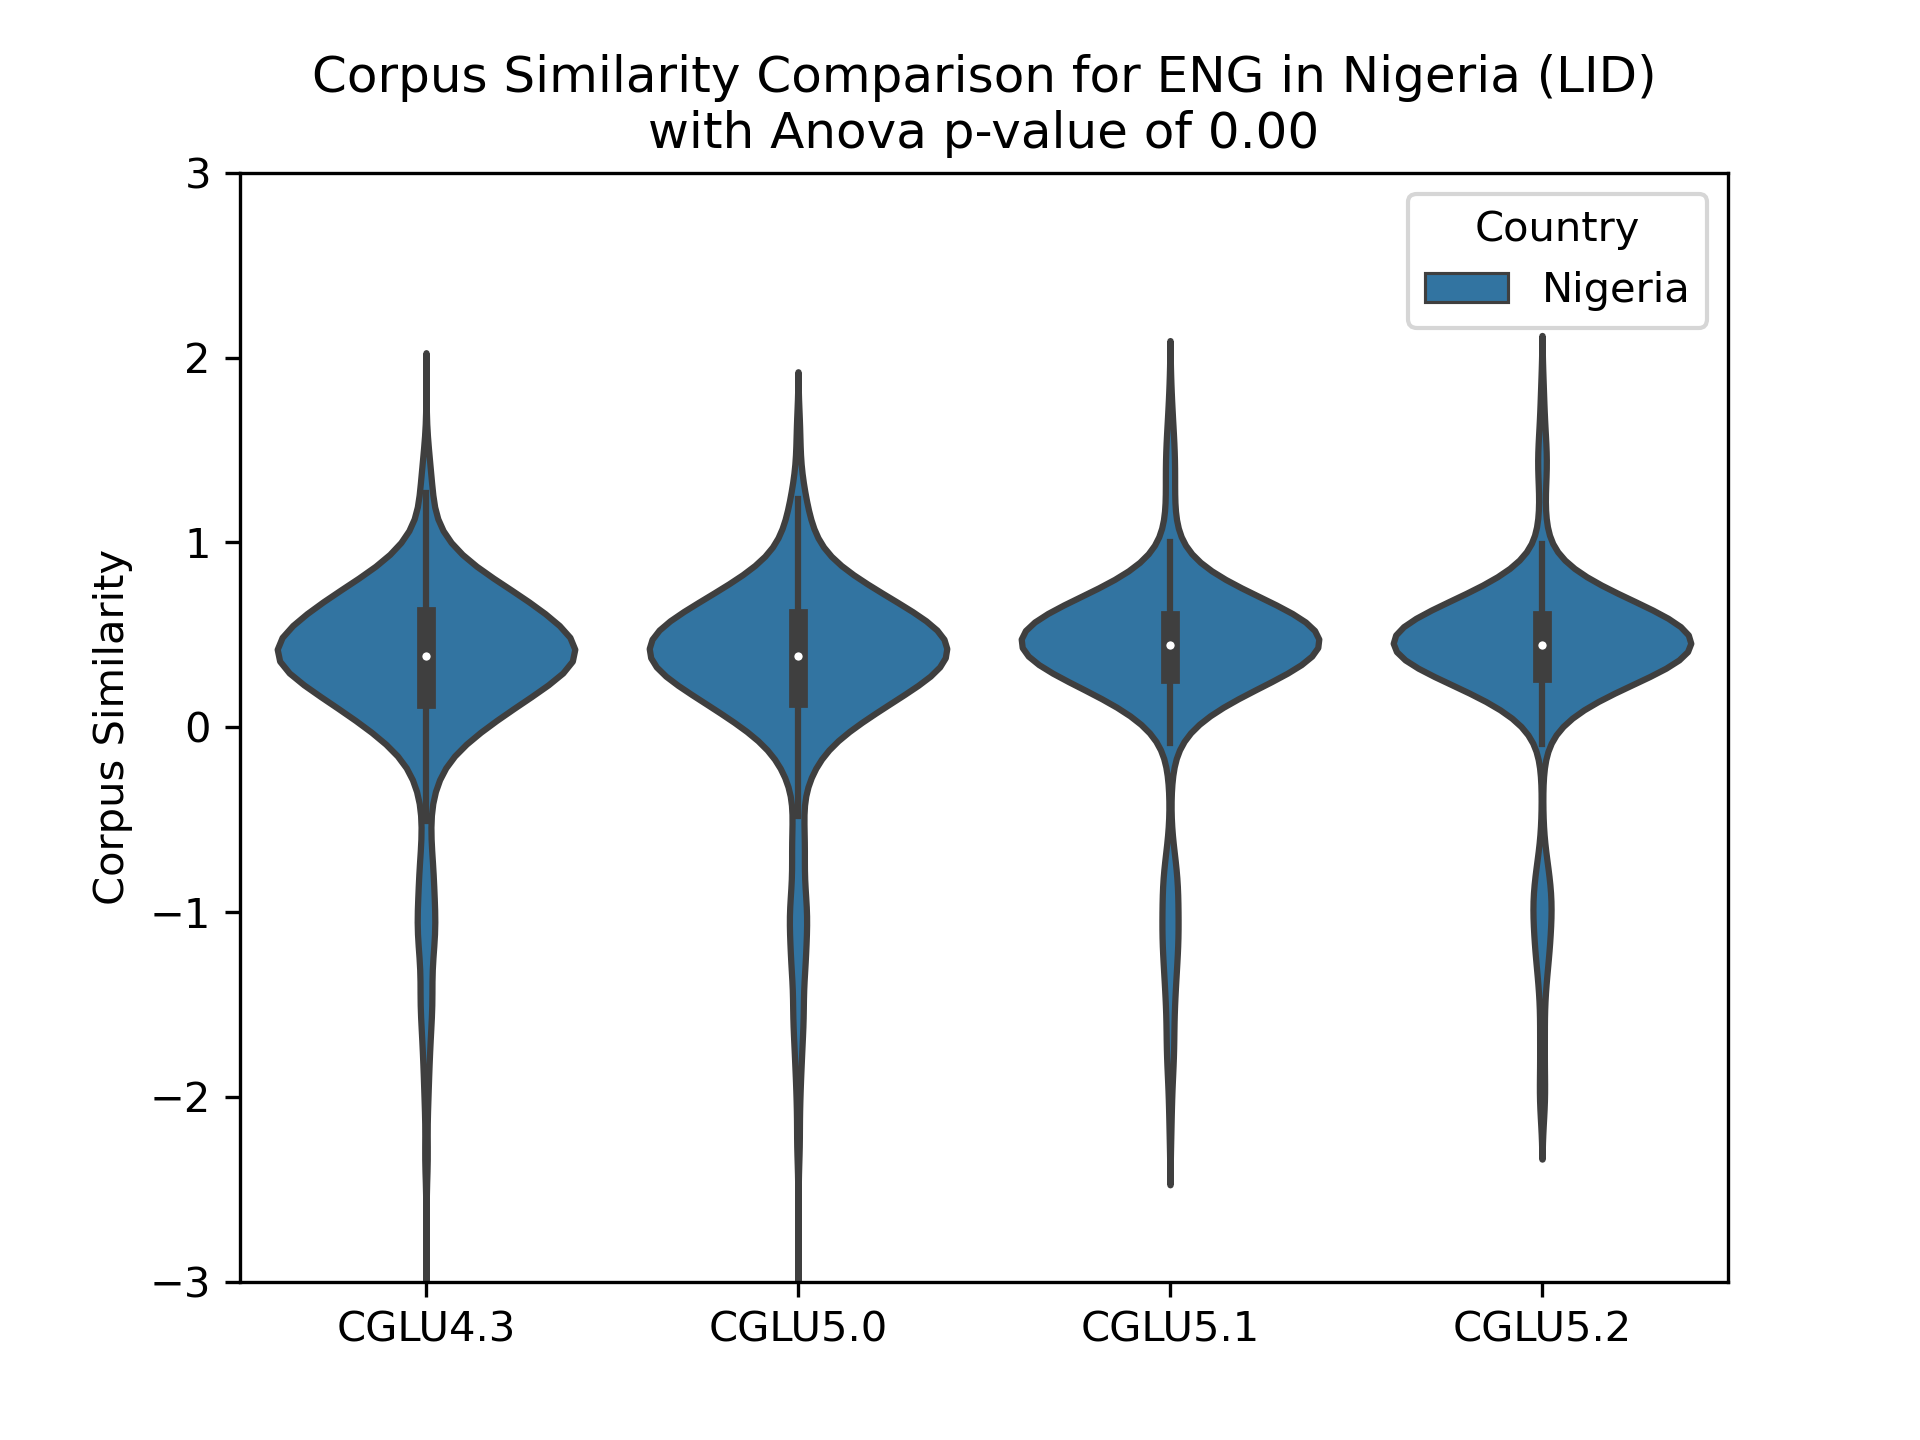 Corpus Similarity Comparison for ENG in Nigeria (LID)
with Anova p-value of 0.00
Country
Nigeria
Corpus Similarity
3
2
1
0
−1
−2
−3
CGLU4.3 CGLU5.0 CGLU5.1 CGLU5.2